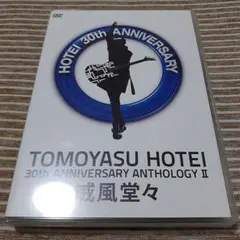 DVD
HOTEI 30th ANNIVERSARY
TOMOYASU HOTEI
30th ANNIVERSARY ANTHOLOGY II
威風堂々